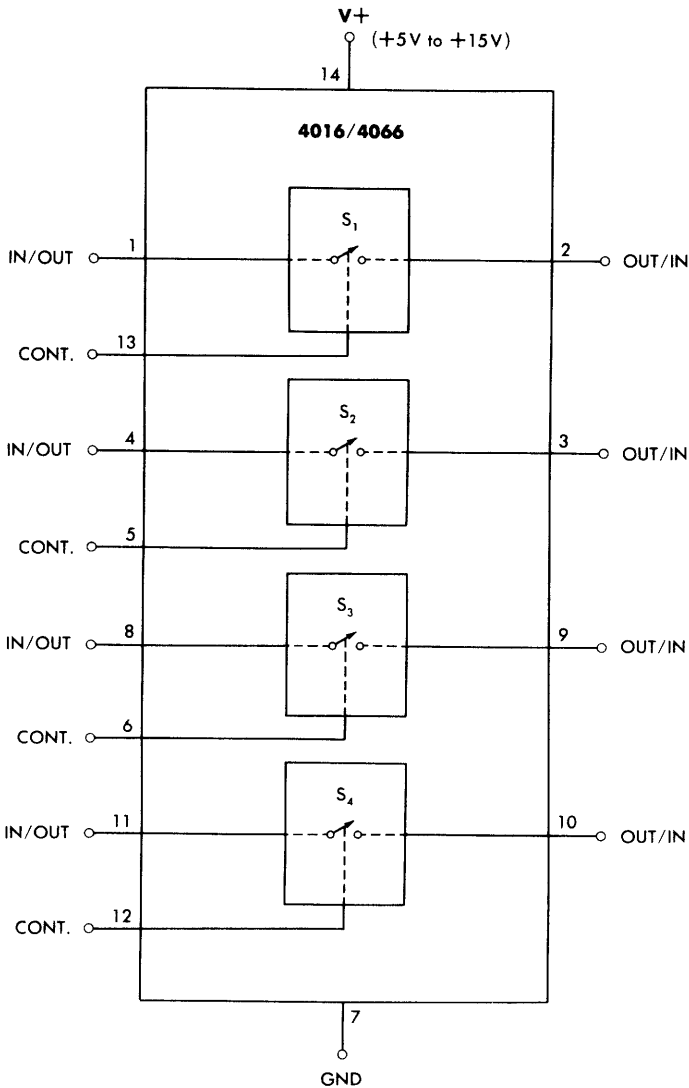 V+
(+5V to +15V)
14
4016/4066
S₁
IN/OUT 1 2 OUT/IN
CONT. 13
S₂
IN/OUT 4 3 OUT/IN
CONT. 5
S₃
IN/OUT 8 9 OUT/IN
CONT. 6
S₄
IN/OUT 11 10 OUT/IN
CONT. 12
7
GND